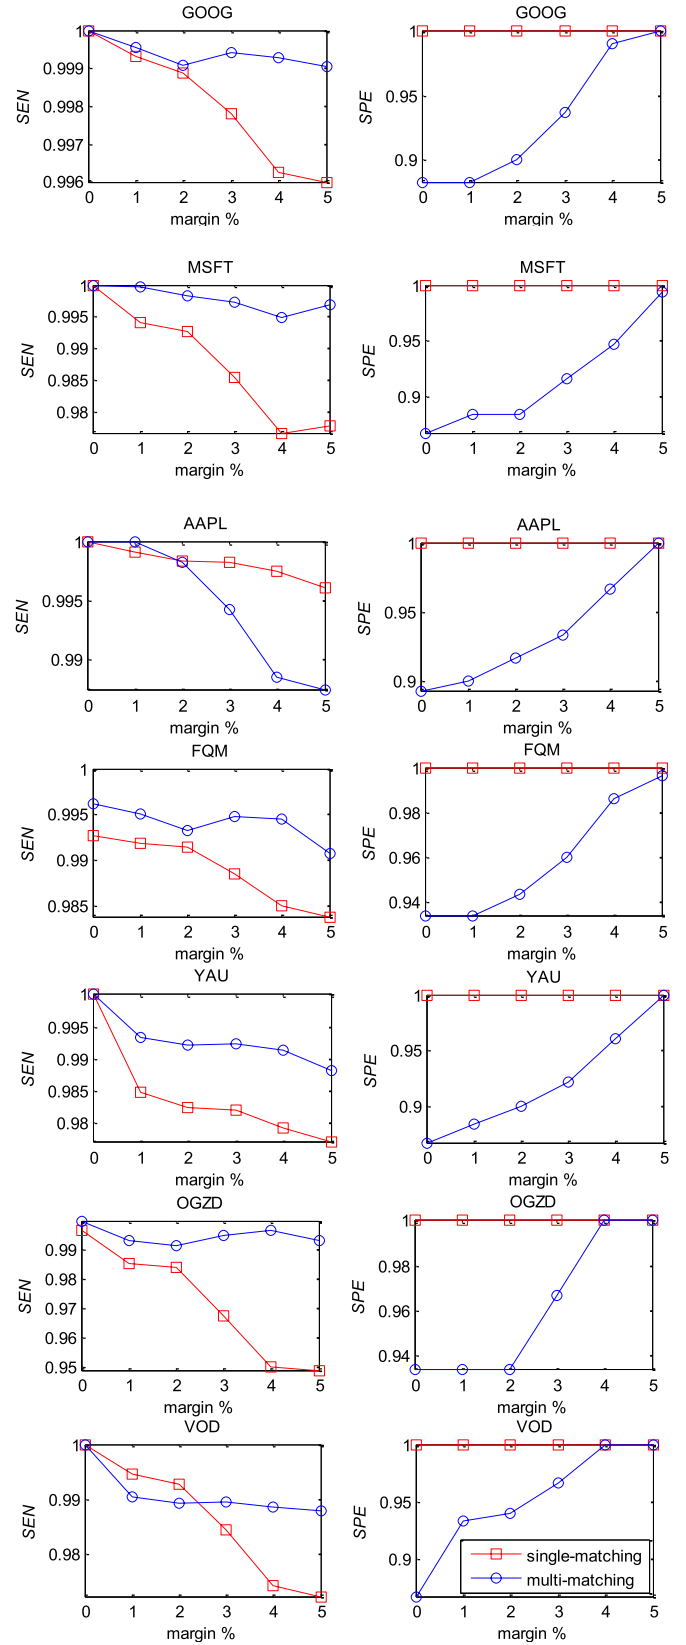 GOOG GOOG
1 0.999 0.998 0.997 0.996
SEN
0 1 2 3 4 5
margin %
1 0.95 0.9
SPE
0 1 2 3 4 5
margin %
MSFT MSFT
1 0.995 0.99 0.985 0.98
SEN
0 1 2 3 4 5
margin %
1 0.95 0.9
SPE
0 1 2 3 4 5
margin %
AAPL AAPL
1 0.995 0.99
SEN
0 1 2 3 4 5
margin %
1 0.95 0.9
SPE
0 1 2 3 4 5
margin %
FQM FQM
1 0.995 0.99 0.985
SEN
0 1 2 3 4 5
margin %
1 0.98 0.96 0.94
SPE
0 1 2 3 4 5
margin %
YAU YAU
1 0.995 0.99 0.985 0.98
SEN
0 1 2 3 4 5
margin %
1 0.95 0.9
SPE
0 1 2 3 4 5
margin %
OGZD OGZD
0.99 0.98 0.97 0.96 0.95
SEN
0 1 2 3 4 5
margin %
1 0.98 0.96 0.94
SPE
0 1 2 3 4 5
margin %
VOD VOD
1 0.99 0.98
SEN
0 1 2 3 4 5
margin %
1 0.95 0.9
SPE
single-matching
multi-matching
0 1 2 3 4 5
margin %